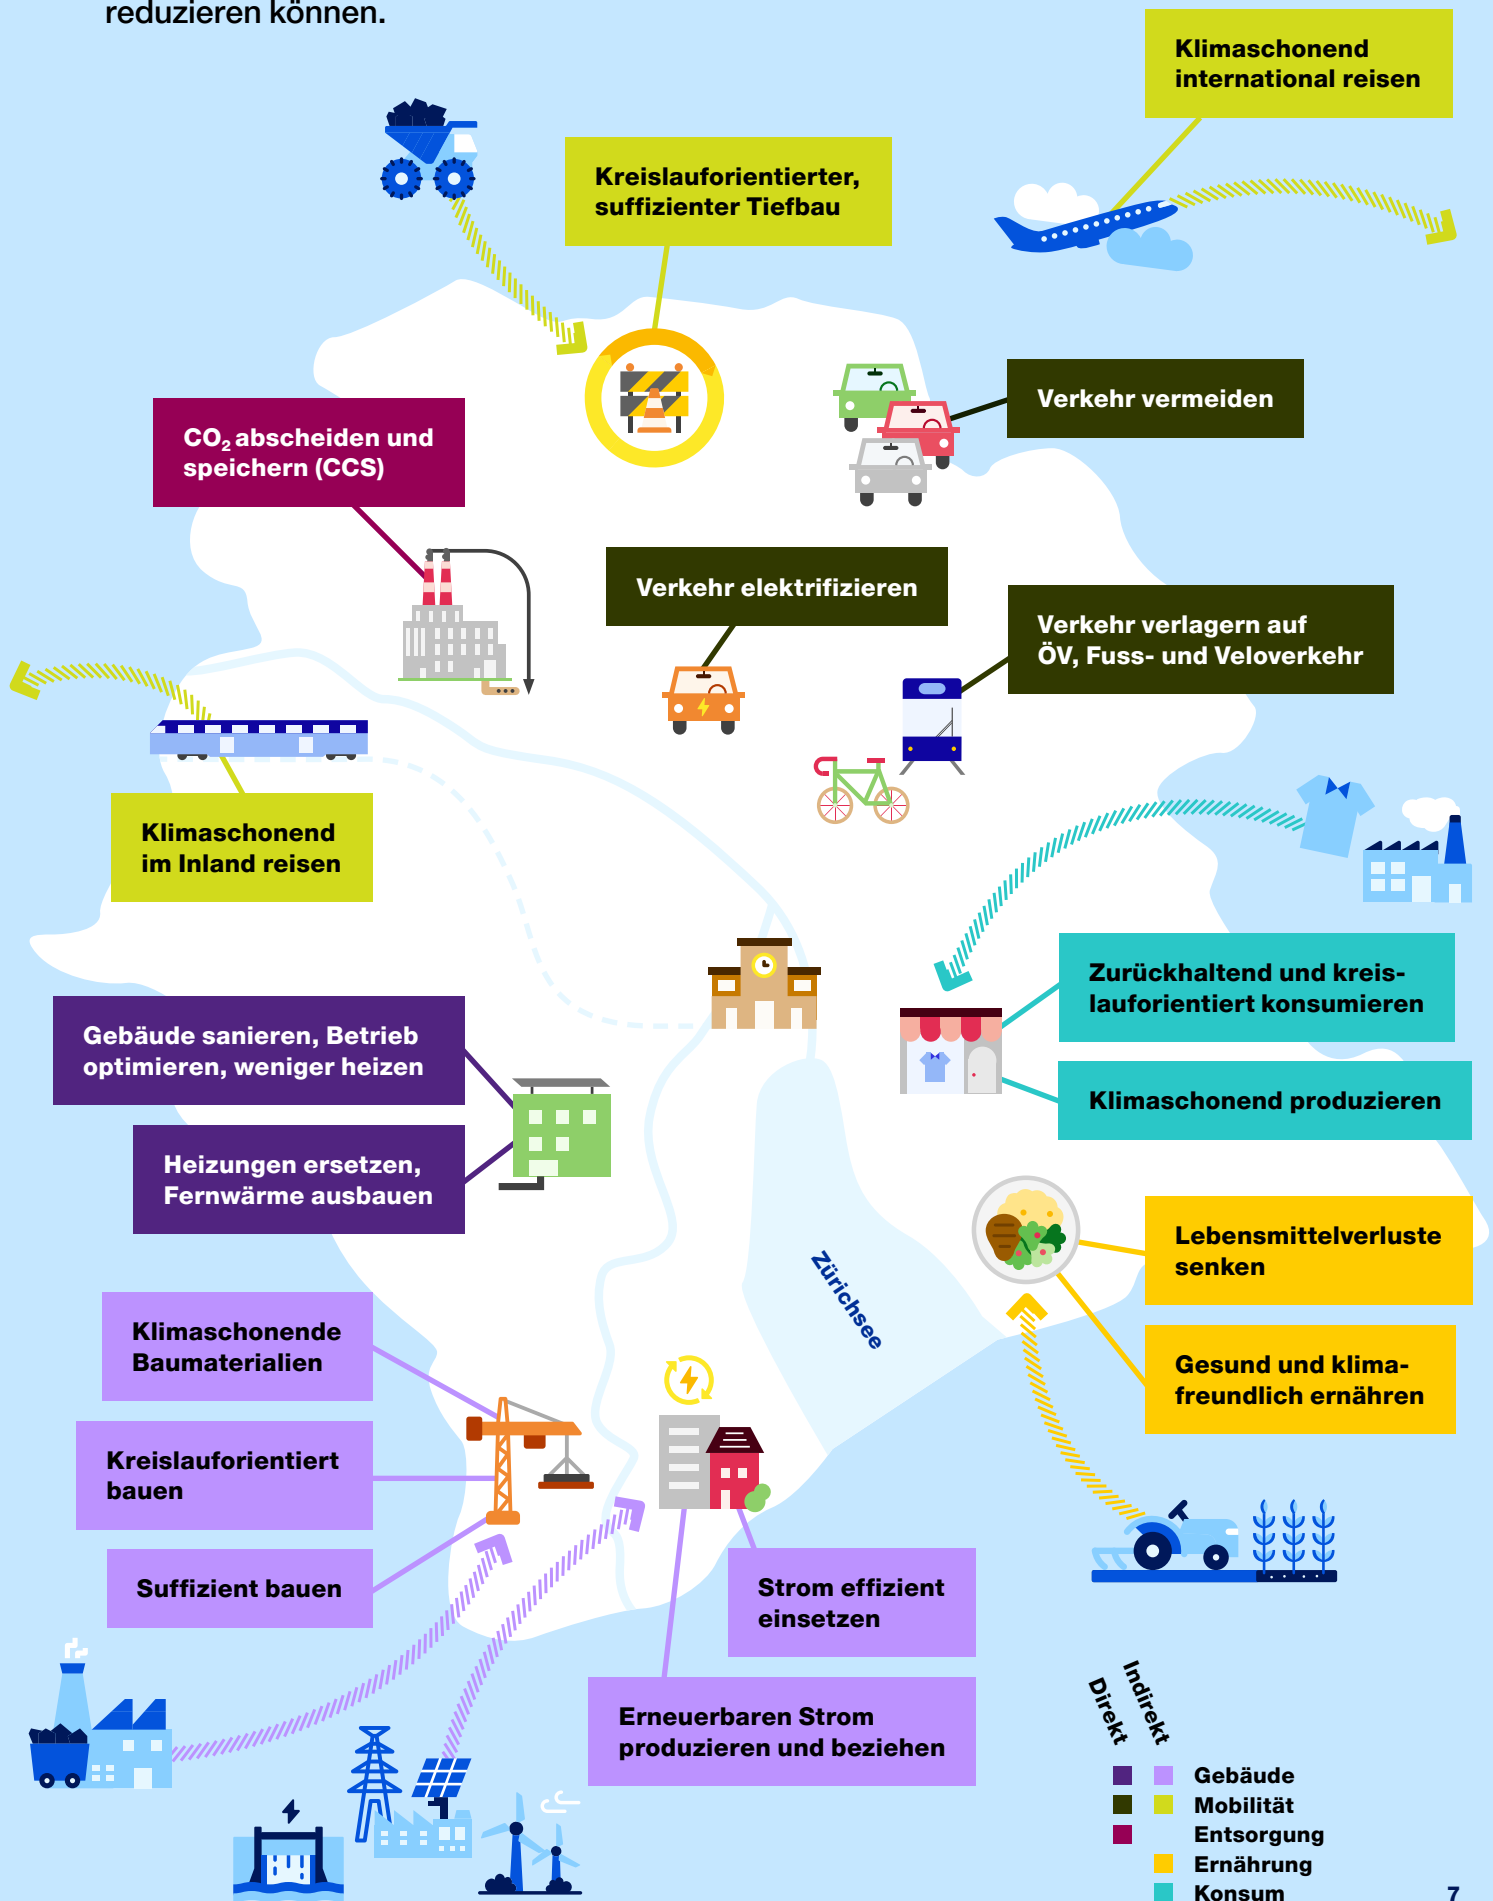 reduzieren können.
Klimaschonend
international reisen
Kreislauforientierter,
suffizienter Tiefbau
Verkehr vermeiden
CO₂ abscheiden und
speichern (CCS)
Verkehr elektrifizieren
Verkehr verlagern auf
ÖV, Fuss- und Veloverkehr
Klimaschonend
im Inland reisen
Zurückhaltend und kreis-
lauforientiert konsumieren
Gebäude sanieren, Betrieb
optimieren, weniger heizen
Klimaschonend produzieren
Heizungen ersetzen,
Fernwärme ausbauen
Lebensmittelverluste
senken
Zürichsee
Klimaschonende
Baumaterialien
Gesund und klima-
freundlich ernähren
Kreislauforientiert
bauen
Suffizient bauen
Strom effizient
einsetzen
Erneuerbaren Strom
produzieren und beziehen
Direkt
Indirekt
Gebäude
Mobilität
Entsorgung
Ernährung
Konsum
7